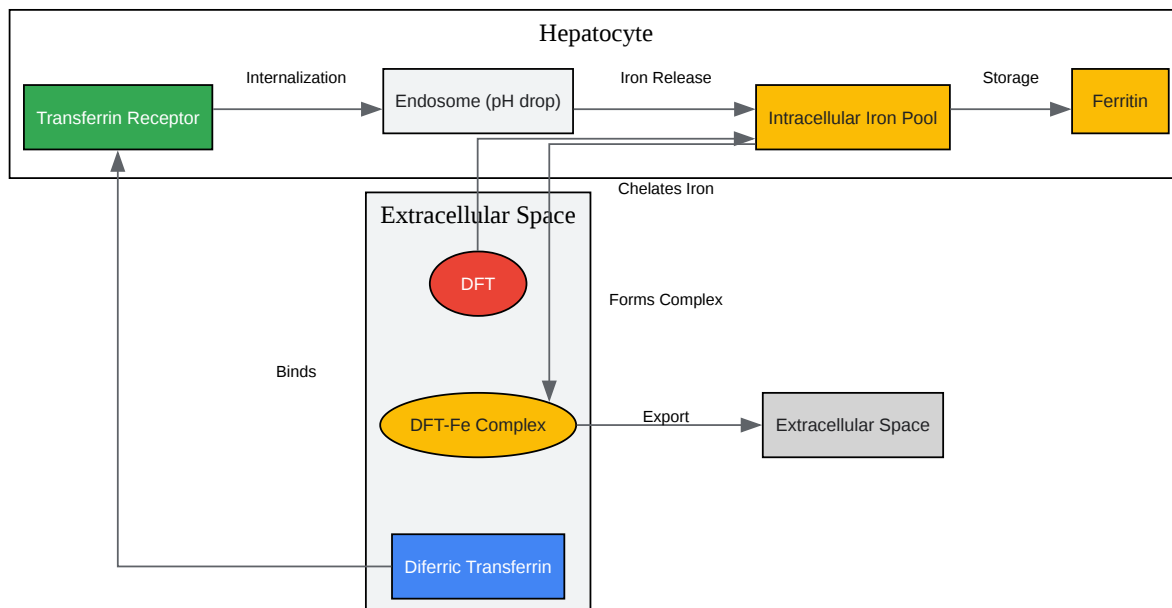 Hepatocyte
Internalization
Iron Release
Storage
Transferrin Receptor
Endosome (pH drop)
Intracellular Iron Pool
Ferritin
Chelates Iron
Extracellular Space
DFT
Forms Complex
Binds
DFT-Fe Complex
Export
Extracellular Space
Diferric Transferrin